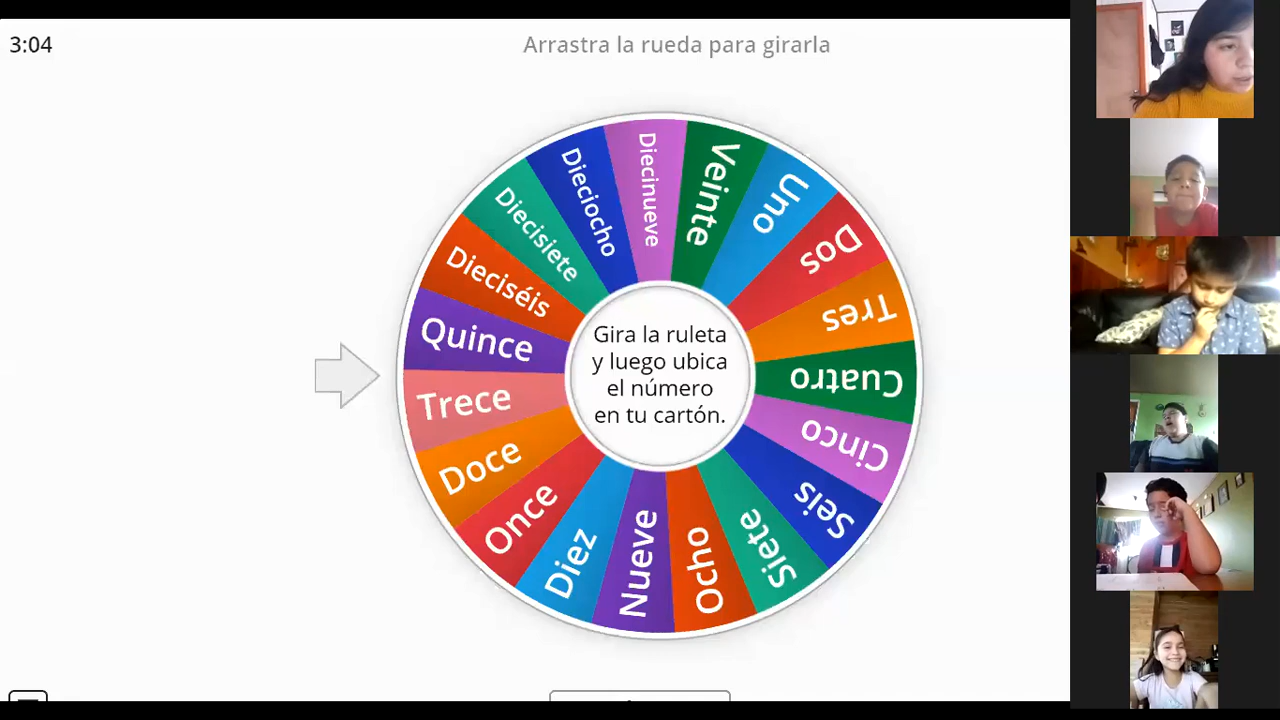 3:04
Arrastra la rueda para girarla
Diecinueve
Veinte
Uno
Dos
Tres
Cuatro
Cinco
Seis
Siete
Ocho
Nueve
Diez
Once
Doce
Trece
Quince
Dieciséis
Diecisiete
Dieciocho
Gira la ruleta
y luego ubica
el número
en tu cartón.